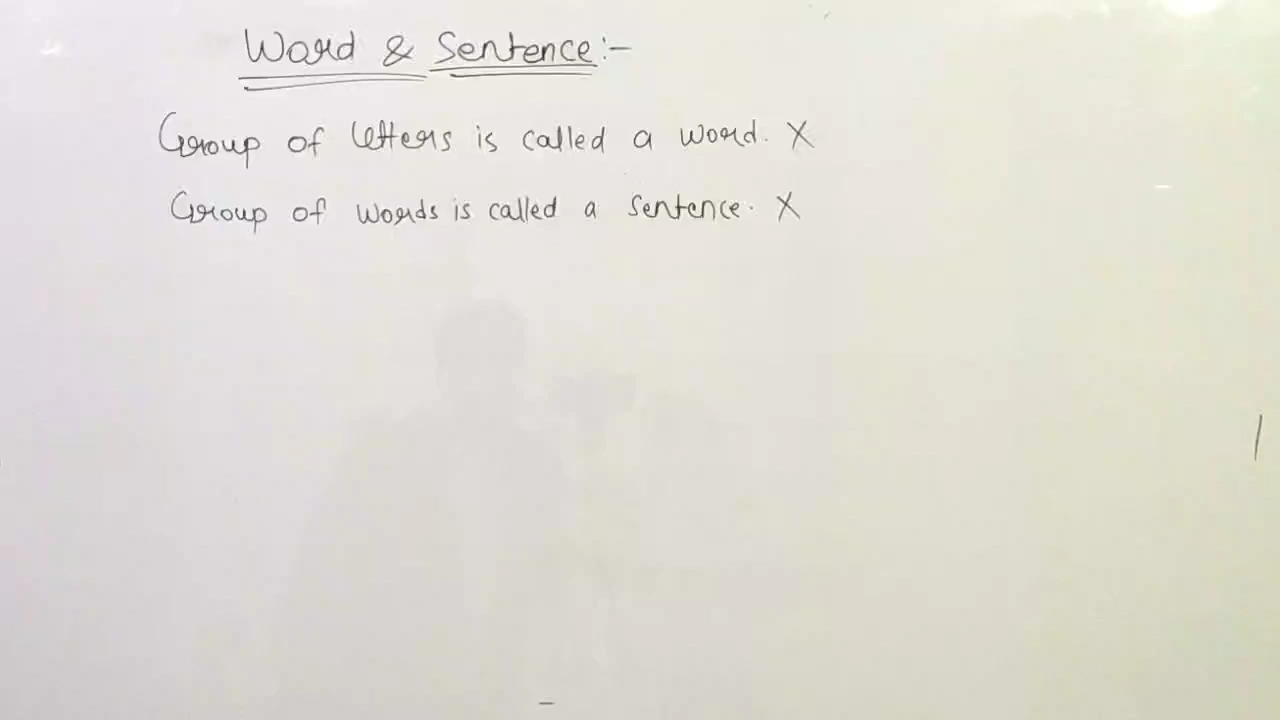 Word & Sentence:-
Group of letters is called a word. X
Group of words is called a sentence. X